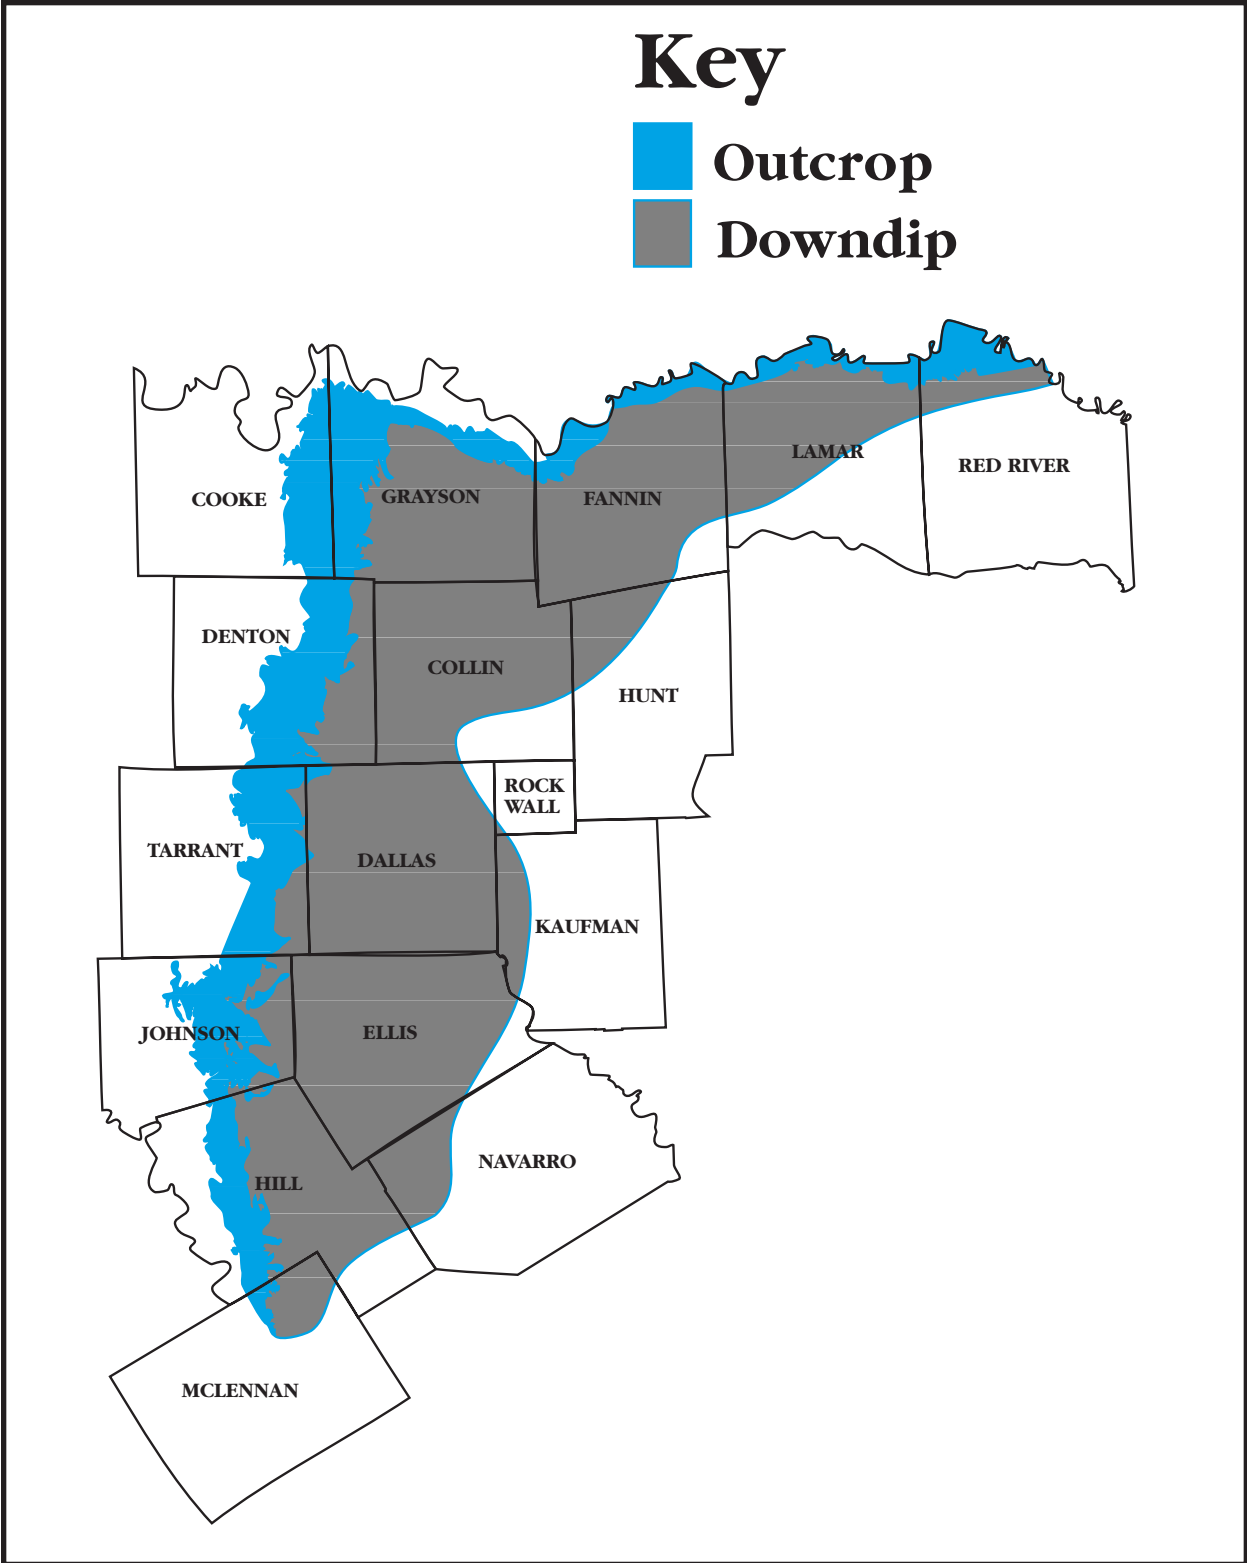 Key
Outcrop
Downdip
LAMAR
RED RIVER
COOKE
GRAYSON
FANNIN
DENTON
COLLIN
HUNT
ROCK
WALL
TARRANT
DALLAS
KAUFMAN
JOHNSON
ELLIS
NAVARRO
HILL
MCLENNAN